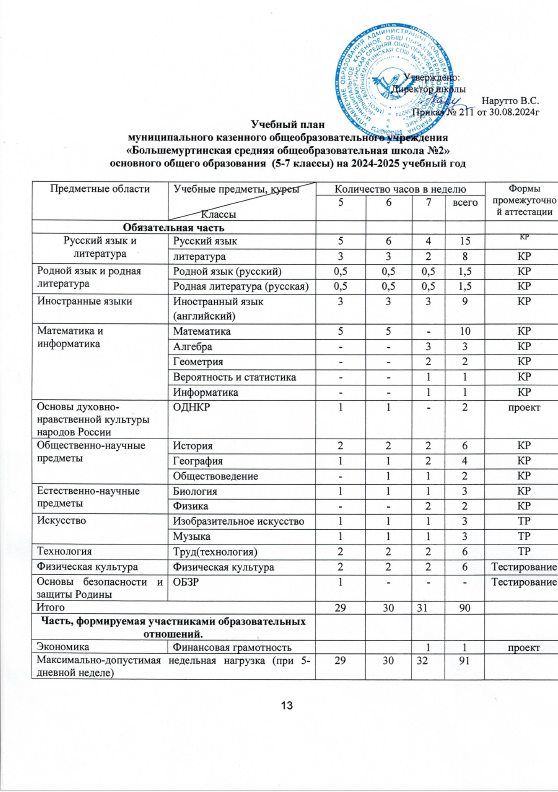 Утверждено:
Директор школы
Нарутто В.С.
Приказ № 211 от 30.08.2024г
Учебный план
муниципального казенного общеобразовательного учреждения
«Большемуртинская средняя общеобразовательная школа №2»
основного общего образования (5-7 классы) на 2024-2025 учебный год
Предметные области Учебные предметы, курсы Классы Количество часов в неделю Формы промежуточно й аттестации
5 6 7 всего
Обязательная часть
Русский язык и литература Русский язык 5 6 4 15 КР
литература 3 3 2 8 КР
Родной язык и родная литература Родной язык (русский) 0,5 0,5 0,5 1,5 КР
Родная литература (русская) 0,5 0,5 0,5 1,5 КР
Иностранные языки Иностранный язык (английский) 3 3 3 9 КР
Математика и информатика Математика 5 5 - 10 КР
Алгебра - - 3 3 КР
Геометрия - - 2 2 КР
Вероятность и статистика - - 1 1 КР
Информатика - - 1 1 КР
Основы духовно-нравственной культуры народов России ОДНКР 1 1 - 2 проект
Общественно-научные предметы История 2 2 2 6 КР
География 1 1 2 4 КР
Обществоведение - 1 1 2 КР
Естественно-научные предметы Биология 1 1 1 3 КР
Физика - - 2 2 КР
Искусство Изобразительное искусство 1 1 1 3 ТР
Музыка 1 1 1 3 ТР
Технология Труд(технология) 2 2 2 6 ТР
Физическая культура Физическая культура 2 2 2 6 Тестирование
Основы безопасности и защиты Родины ОБЗР 1 - - - Тестирование
Итого 29 30 31 90
Часть, формируемая участниками образовательных отношений.
Экономика Финансовая грамотность 1 1 проект
Максимально-допустимая недельная нагрузка (при 5-дневной неделе) 29 30 32 91
13